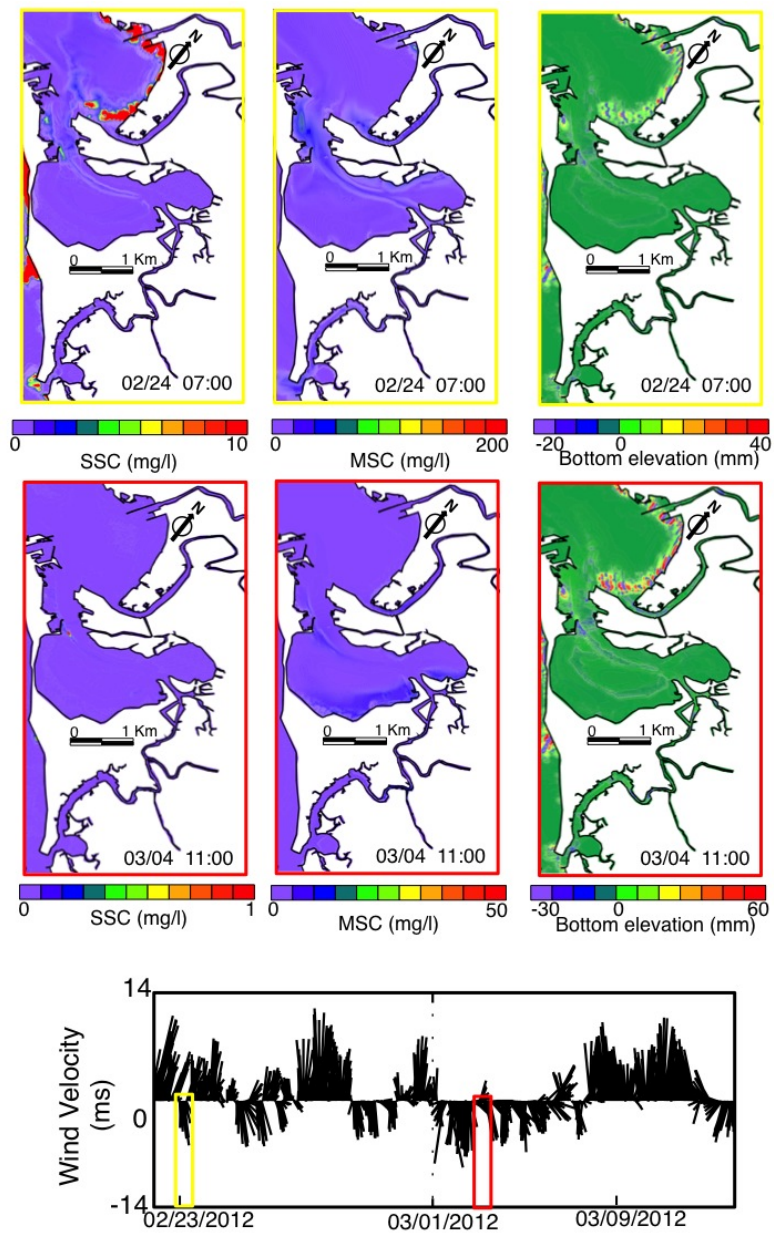 N
N
0 1 Km
0 1 Km
0 1 Km
02/24 07:00
02/24 07:00
02/24 07:00
0 10
0 200
-20 0 40
SSC (mg/l)
MSC (mg/l)
Bottom elevation (mm)
N
N
N
0 1 Km
0 1 Km
0 1 Km
03/04 11:00
03/04 11:00
03/04 11:00
0 1
0 50
-30 0 60
SSC (mg/l)
MSC (mg/l)
Bottom elevation (mm)
14
Wind Velocity
(ms)
0
-14
02/23/2012 03/01/2012 03/09/2012